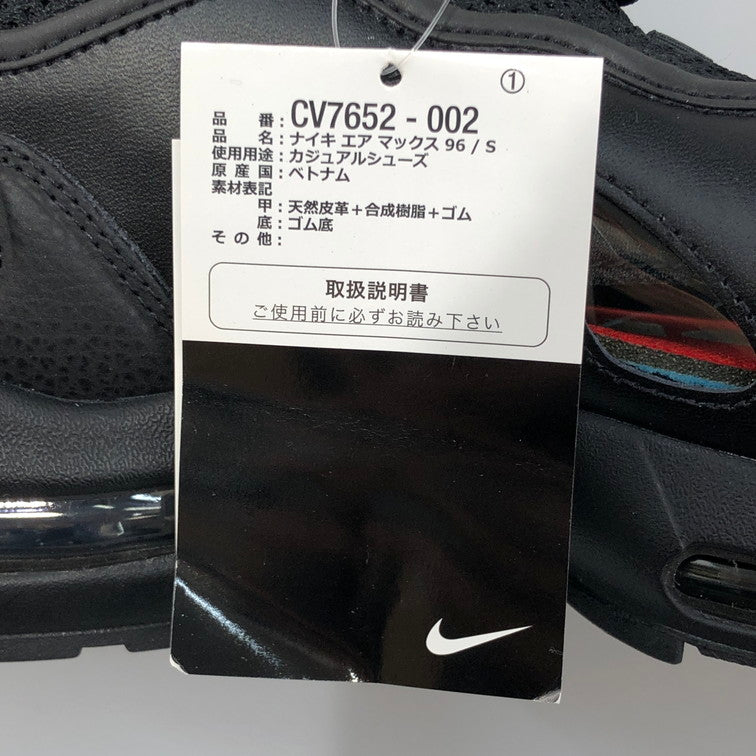 ①
品　番：CV7652 - 002
品　名：ナイキ エア マックス 96 / S
使用用途：カジュアルシューズ
原 産 国：ベトナム
素材表記
甲：天然皮革＋合成樹脂＋ゴム
底：ゴム底
そ の 他：
取扱説明書
ご使用前に必ずお読み下さい